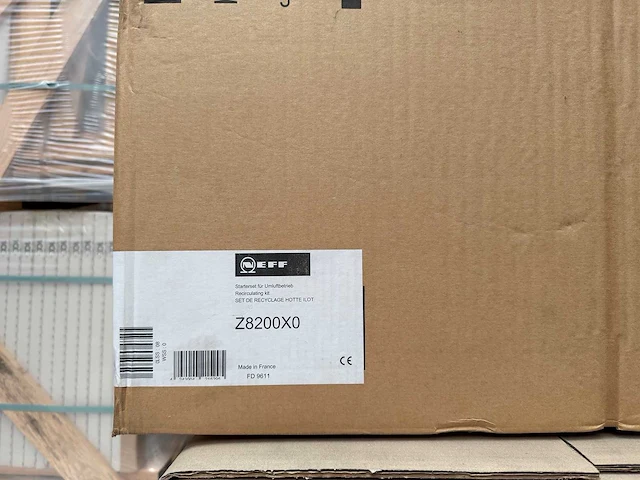 NEFF
Starterset für Umluftbetrieb
Recirculating kit
SET DE RECYCLAGE HOTTE ILOT
Z8200X0
Made in France
FD 9611
CE